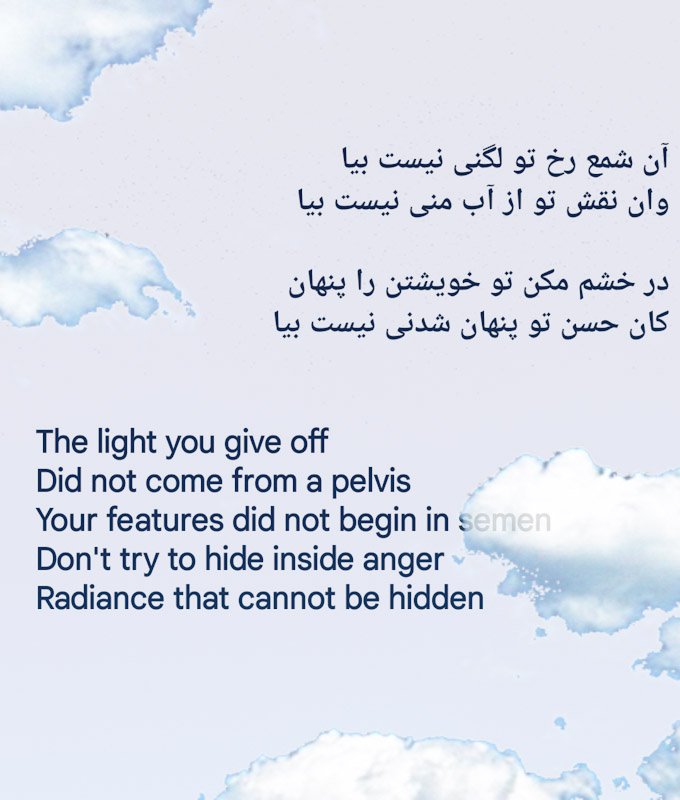 آن شمع رخ تو لگنی نیست بیا
وان نقش تو از آب منی نیست بیا
در خشم مکن تو خویشتن را پنهان
کان حسن تو پنهان شدنی نیست بیا
The light you give off
Did not come from a pelvis
Your features did not begin in semen
Don't try to hide inside anger
Radiance that cannot be hidden